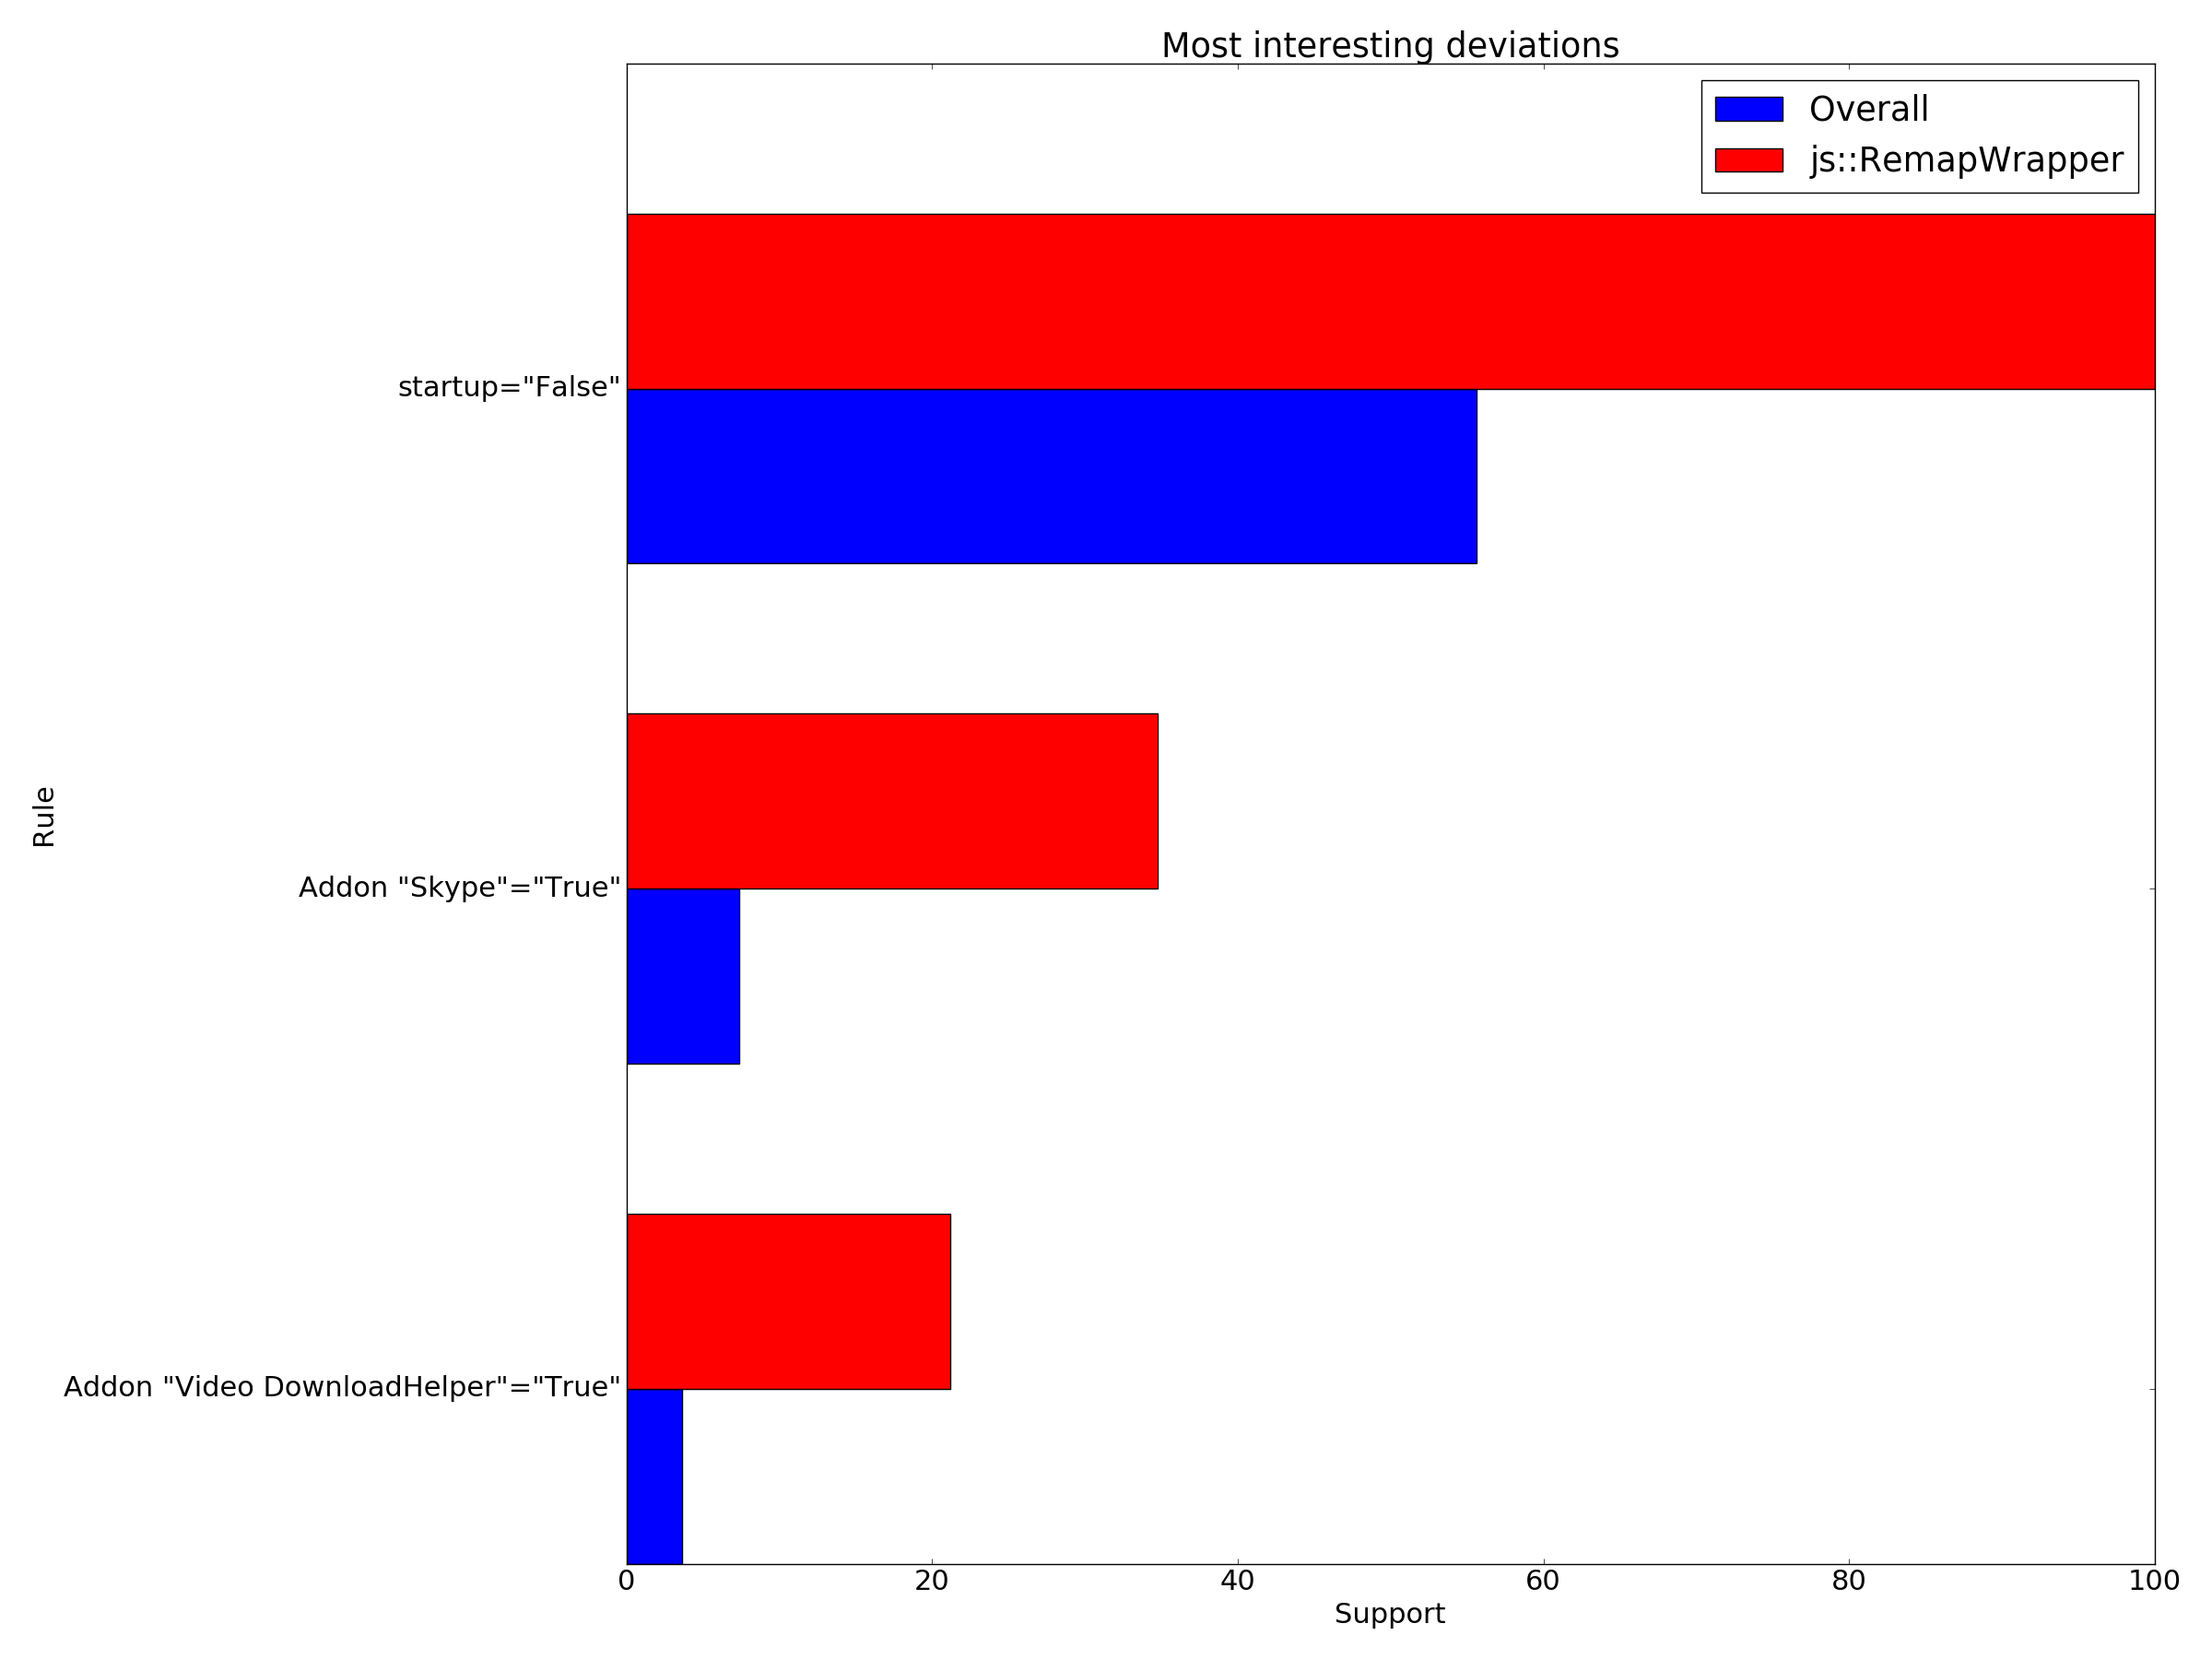 Most interesting deviations
Overall
js::RemapWrapper
startup="False"
Addon "Skype"="True"
Addon "Video DownloadHelper"="True"
Rule
0 20 40 60 80 100
Support